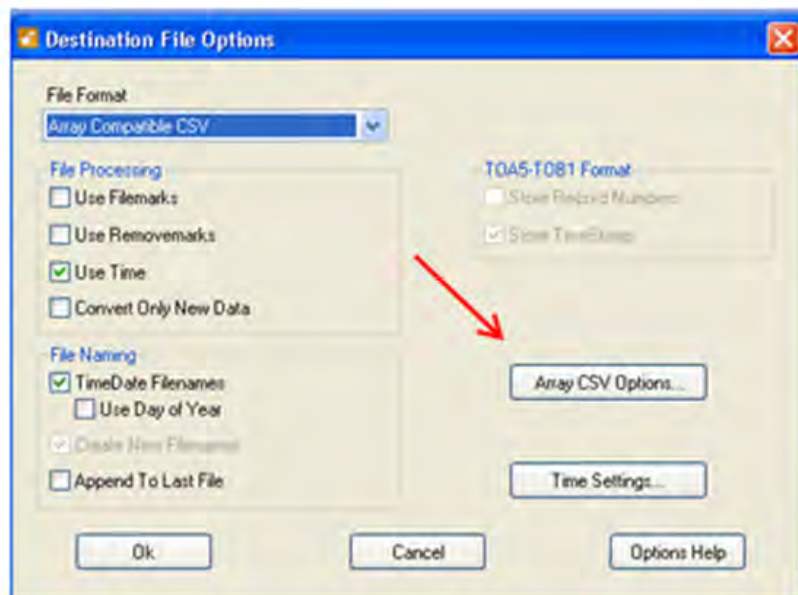 Destination File Options
File Format
Array Compatible CSV
File Processing
Use Filemarks
Use Removemarks
Use Time
Convert Only New Data
TOA5-TOB1 Format
Store Record Numbers
Store TimeStamp
File Naming
TimeDate Filenames
Use Day of Year
Create New Filenames
Append To Last File
Array CSV Options...
Time Settings...
Ok
Cancel
Options Help